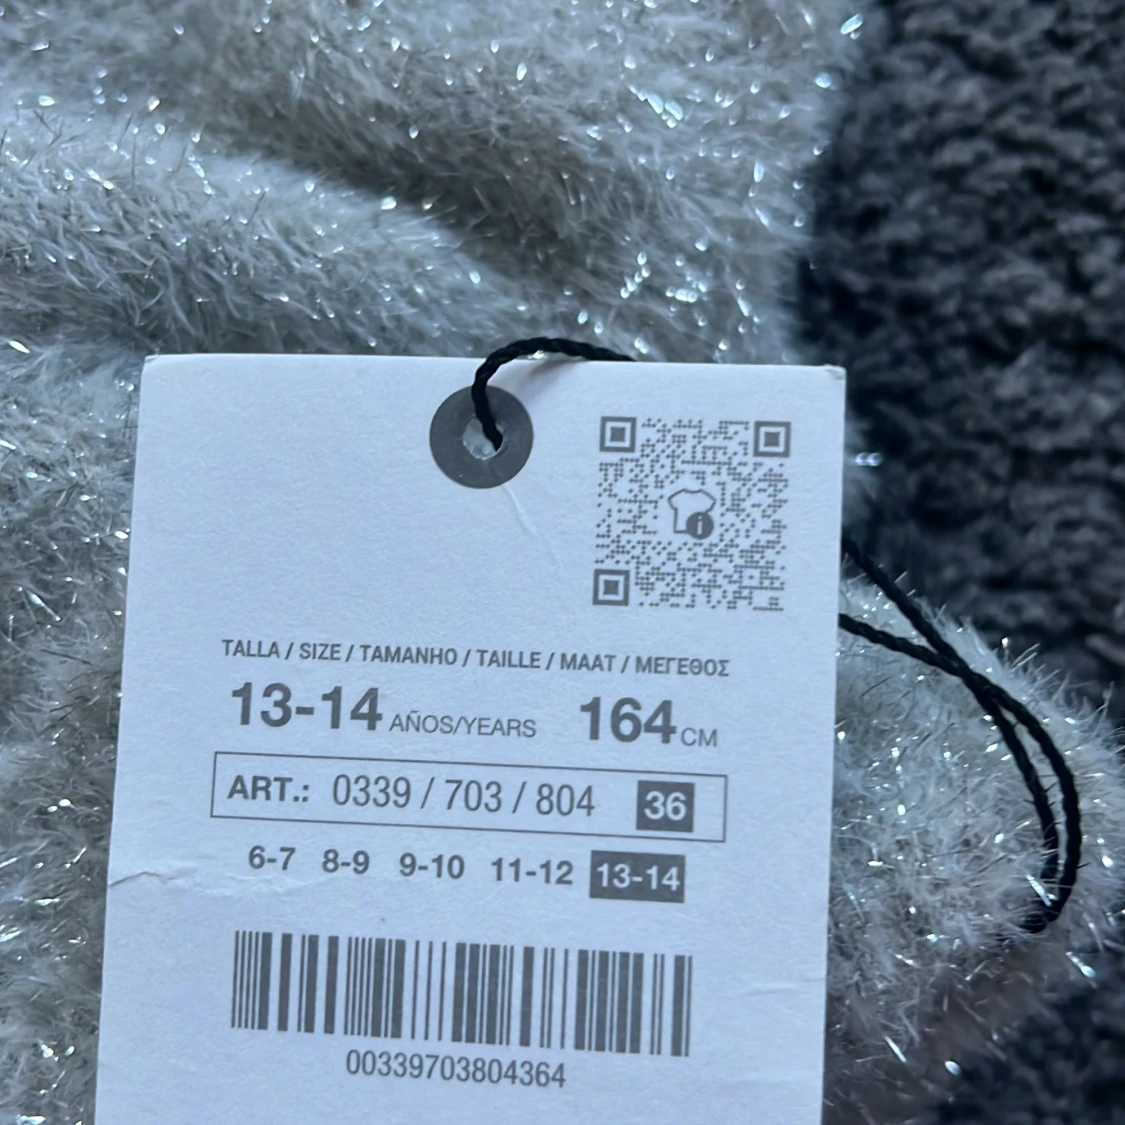 TALLA / SIZE / TAMANHO / TAILLE / MAAT / ΜΕΓΕΘΟΣ
13-14 AÑOS/YEARS 164 CM
ART.: 0339 / 703 / 804 36
6-7 8-9 9-10 11-12 13-14
00339703804364